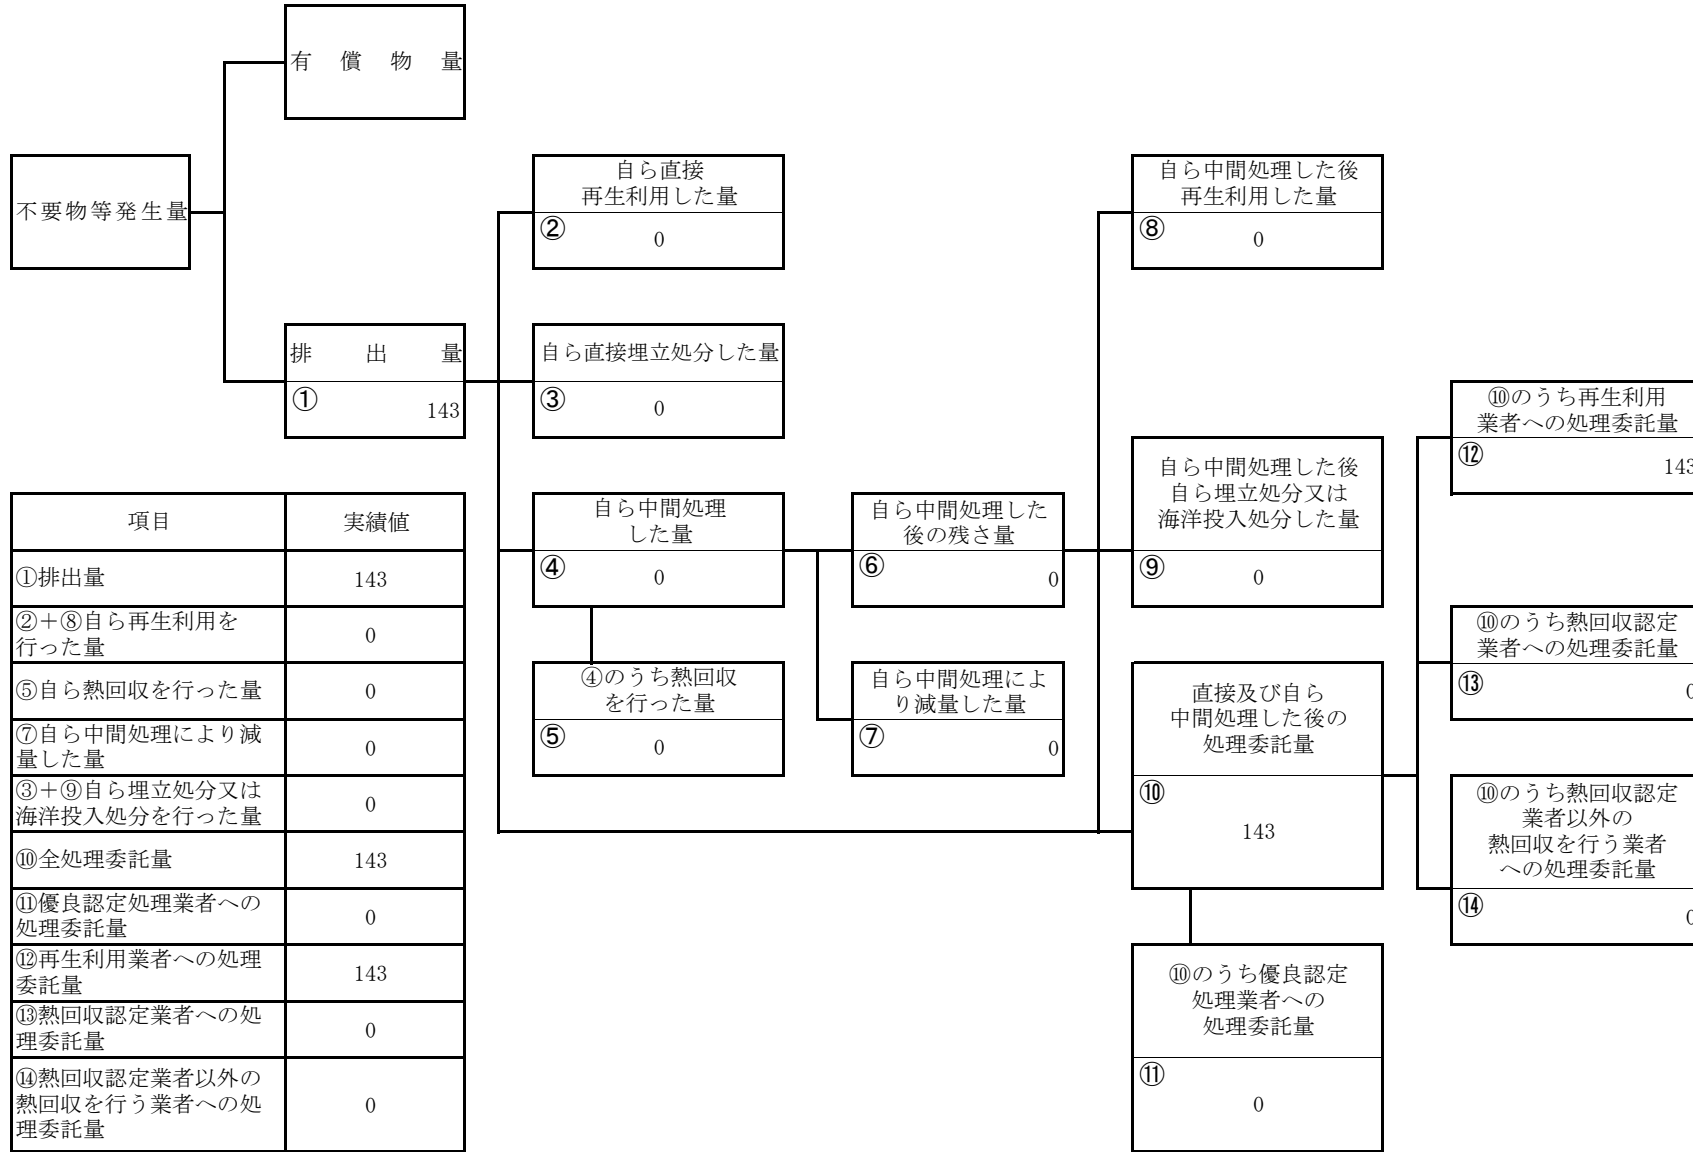 有償物量
不要物等発生量
排出量
①
143
自ら直接
再生利用した量
②
0
自ら直接埋立処分した量
③
0
自ら中間処理
した量
④
0
④のうち熱回収
を行った量
⑤
0
自ら中間処理した
後の残さ量
⑥
0
自ら中間処理によ
り減量した量
⑦
0
自ら中間処理した後
再生利用した量
⑧
0
自ら中間処理した後
自ら埋立処分又は
海洋投入処分した量
⑨
0
直接及び自ら
中間処理した後の
処理委託量
⑩
143
⑩のうち優良認定
処理業者への
処理委託量
⑪
0
⑩のうち再生利用
業者への処理委託量
⑫
143
⑩のうち熱回収認定
業者への処理委託量
⑬
0
⑩のうち熱回収認定
業者以外の
熱回収を行う業者
への処理委託量
⑭
0
項目 実績値
①排出量 143
②+⑧自ら再生利用を
行った量 0
⑤自ら熱回収を行った量 0
⑦自ら中間処理により減
量した量 0
③+⑨自ら埋立処分又は
海洋投入処分を行った量 0
⑩全処理委託量 143
⑪優良認定処理業者への
処理委託量 0
⑫再生利用業者への処理
委託量 143
⑬熱回収認定業者への処
理委託量 0
⑭熱回収認定業者以外の
熱回収を行う業者への処
理委託量 0